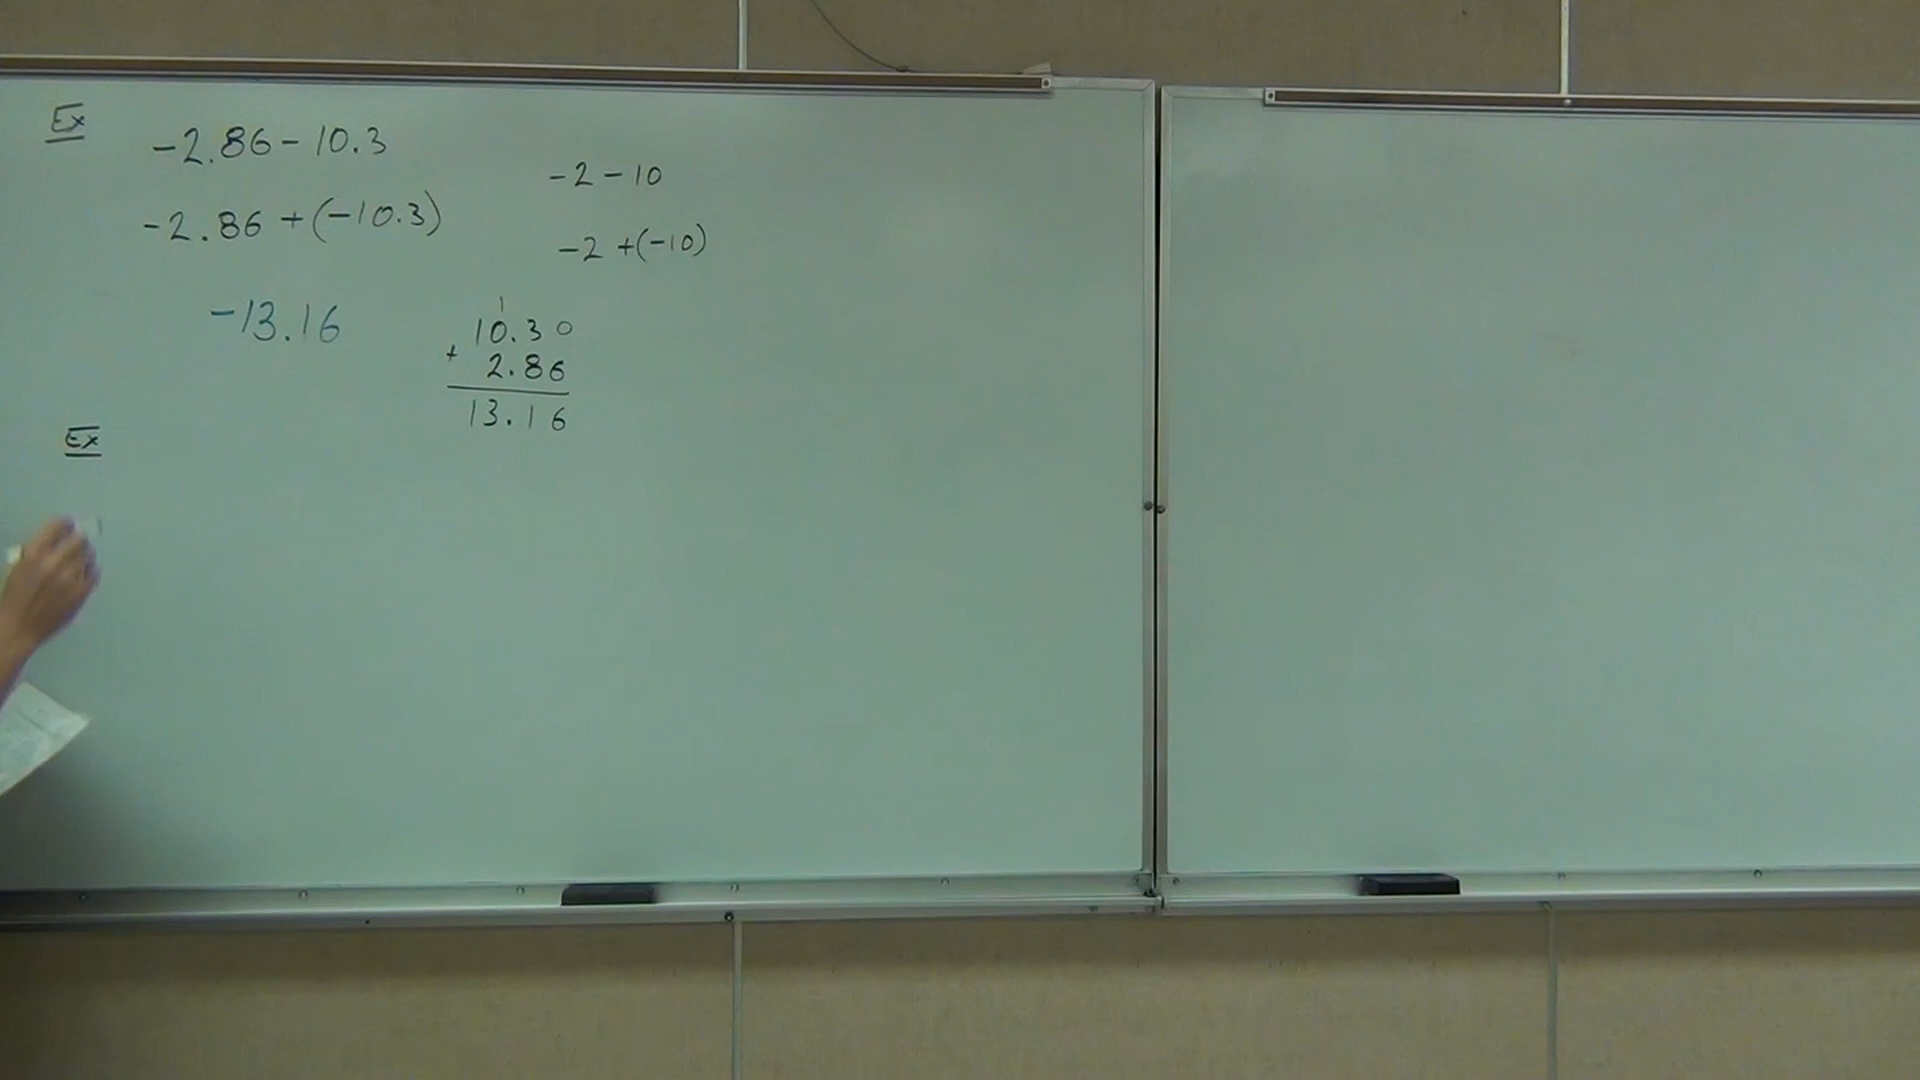 Ex
-2.86 - 10.3
-2.86 + (-10.3)
-13.16
-2 - 10
-2 + (-10)
1
10.30
+ 2.86
13.16
Ex